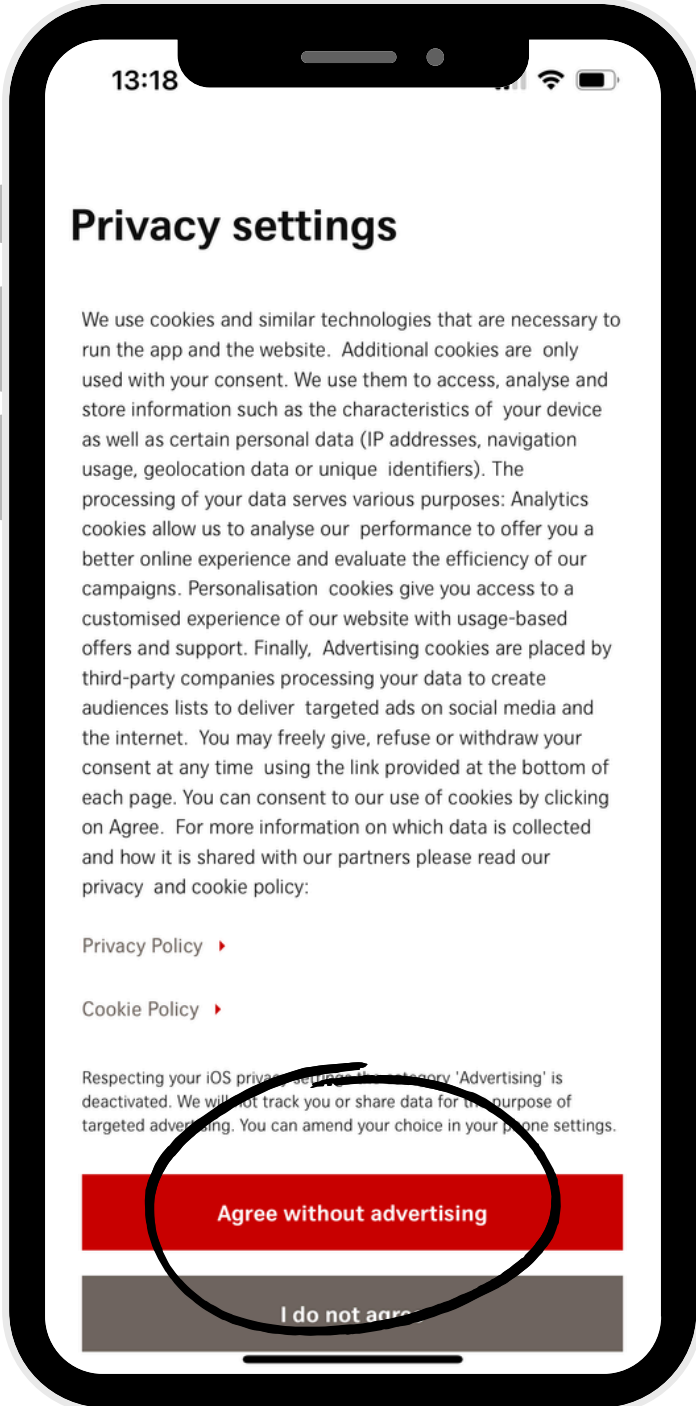 13:18
Privacy settings
We use cookies and similar technologies that are necessary to
run the app and the website. Additional cookies are only
used with your consent. We use them to access, analyse and
store information such as the characteristics of your device
as well as certain personal data (IP addresses, navigation
usage, geolocation data or unique identifiers). The
processing of your data serves various purposes: Analytics
cookies allow us to analyse our performance to offer you a
better online experience and evaluate the efficiency of our
campaigns. Personalisation cookies give you access to a
customised experience of our website with usage-based
offers and support. Finally, Advertising cookies are placed by
third-party companies processing your data to create
audiences lists to deliver targeted ads on social media and
the internet. You may freely give, refuse or withdraw your
consent at any time using the link provided at the bottom of
each page. You can consent to our use of cookies by clicking
on Agree. For more information on which data is collected
and how it is shared with our partners please read our
privacy and cookie policy:
Privacy Policy
Cookie Policy
Respecting your iOS privacy settings the category 'Advertising' is
deactivated. We will not track you or share data for the purpose of
targeted advertising. You can amend your choice in your phone settings.
Agree without advertising
I do not agree